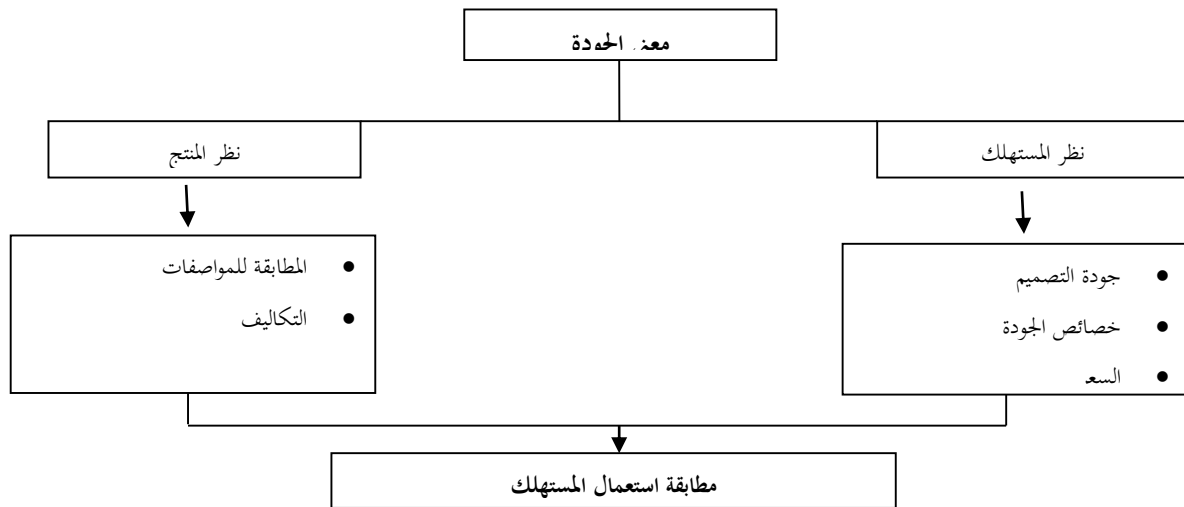 معنى الجودة
نظر المستهلك
نظر المنتج
جودة التصميم
خصائص الجودة
السعر
المطابقة للمواصفات
التكاليف
مطابقة استعمال المستهلك